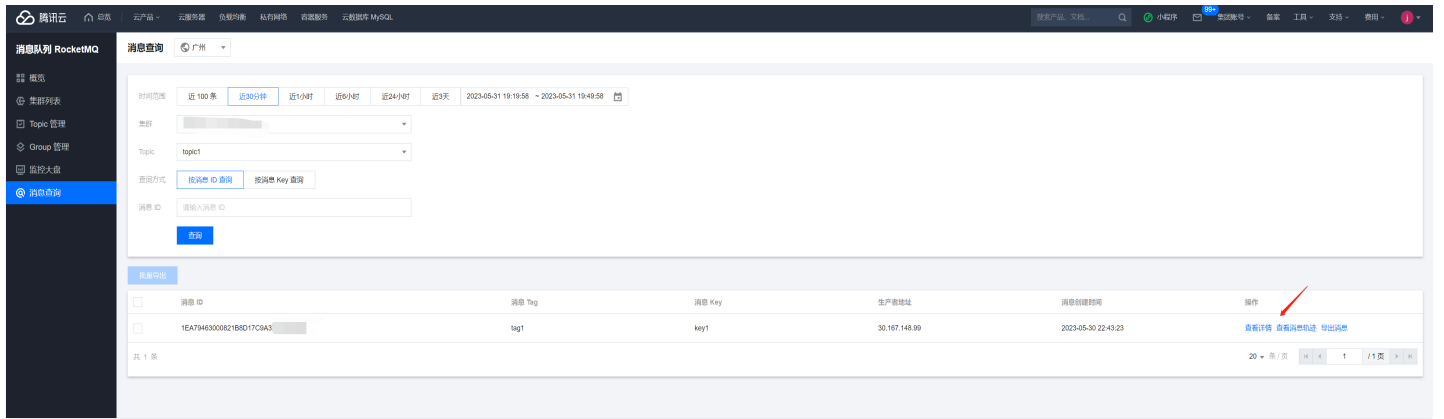 腾讯云 总览 云产品 云服务器 负载均衡 私有网络 容器服务 云数据库 MySQL 搜索产品、文档... 小程序 99+ 集团账号 备案 工具 支持 费用 j
消息队列 RocketMQ
概览
集群列表
Topic 管理
Group 管理
监控大盘
消息查询
消息查询 广州
时间范围 近 100 条 近30分钟 近1小时 近6小时 近24小时 近3天 2023-05-31 19:19:58 ~ 2023-05-31 19:49:58
集群
Topic topic1
查询方式 按消息 ID 查询 按消息 Key 查询
消息 ID 请输入消息 ID
查询
批量导出
消息 ID 消息 Tag 消息 Key 生产者地址 消息创建时间 操作
1EA79463000821B8D17C9A3 tag1 key1 30.167.148.99 2023-05-30 22:43:23 查看详情 查看消息轨迹 导出消息
共 1 条 20 条 / 页 1 / 1 页